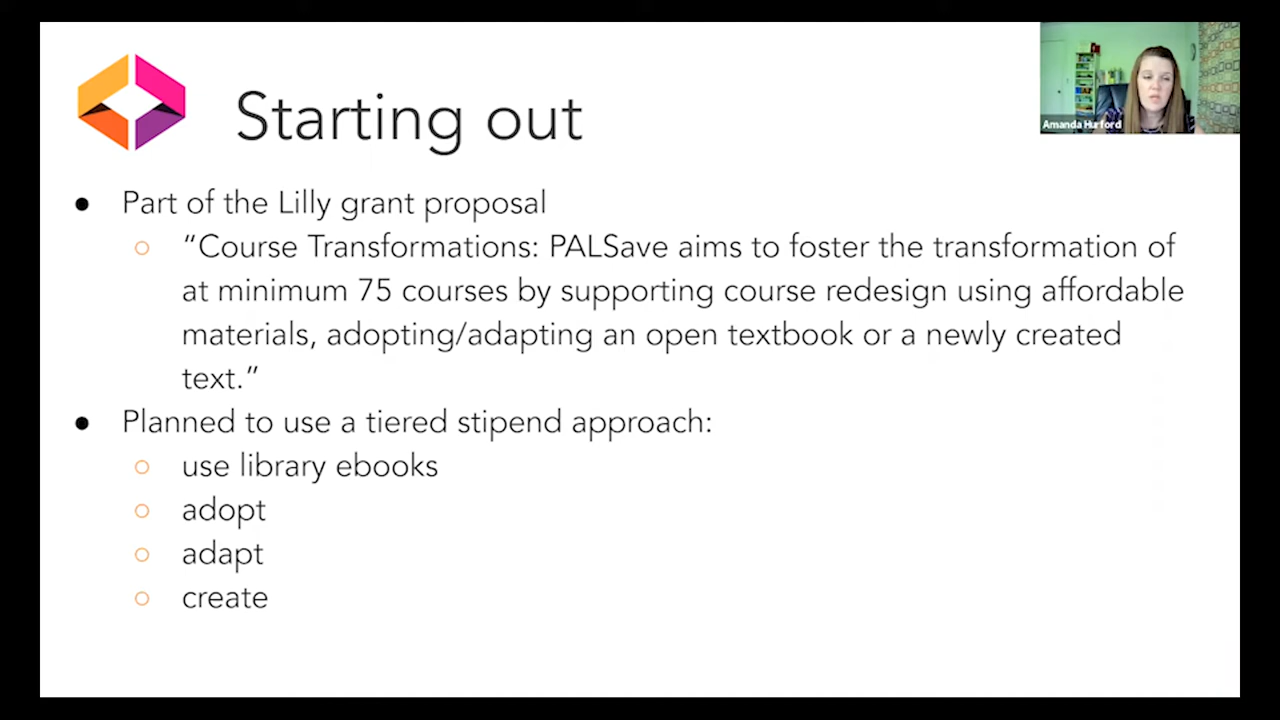 Starting out
Amanda Hurford
● Part of the Lilly grant proposal
○ “Course Transformations: PALSave aims to foster the transformation of
at minimum 75 courses by supporting course redesign using affordable
materials, adopting/adapting an open textbook or a newly created
text.”
● Planned to use a tiered stipend approach:
○ use library ebooks
○ adopt
○ adapt
○ create